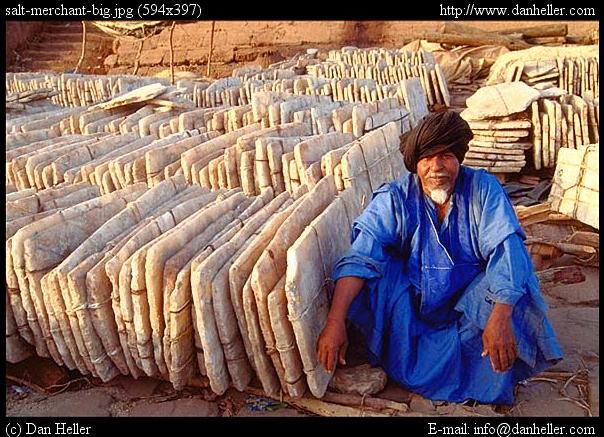 salt-merchant-big.jpg (594x397)
http://www.danheller.com
(c) Dan Heller
E-mail: info@danheller.com